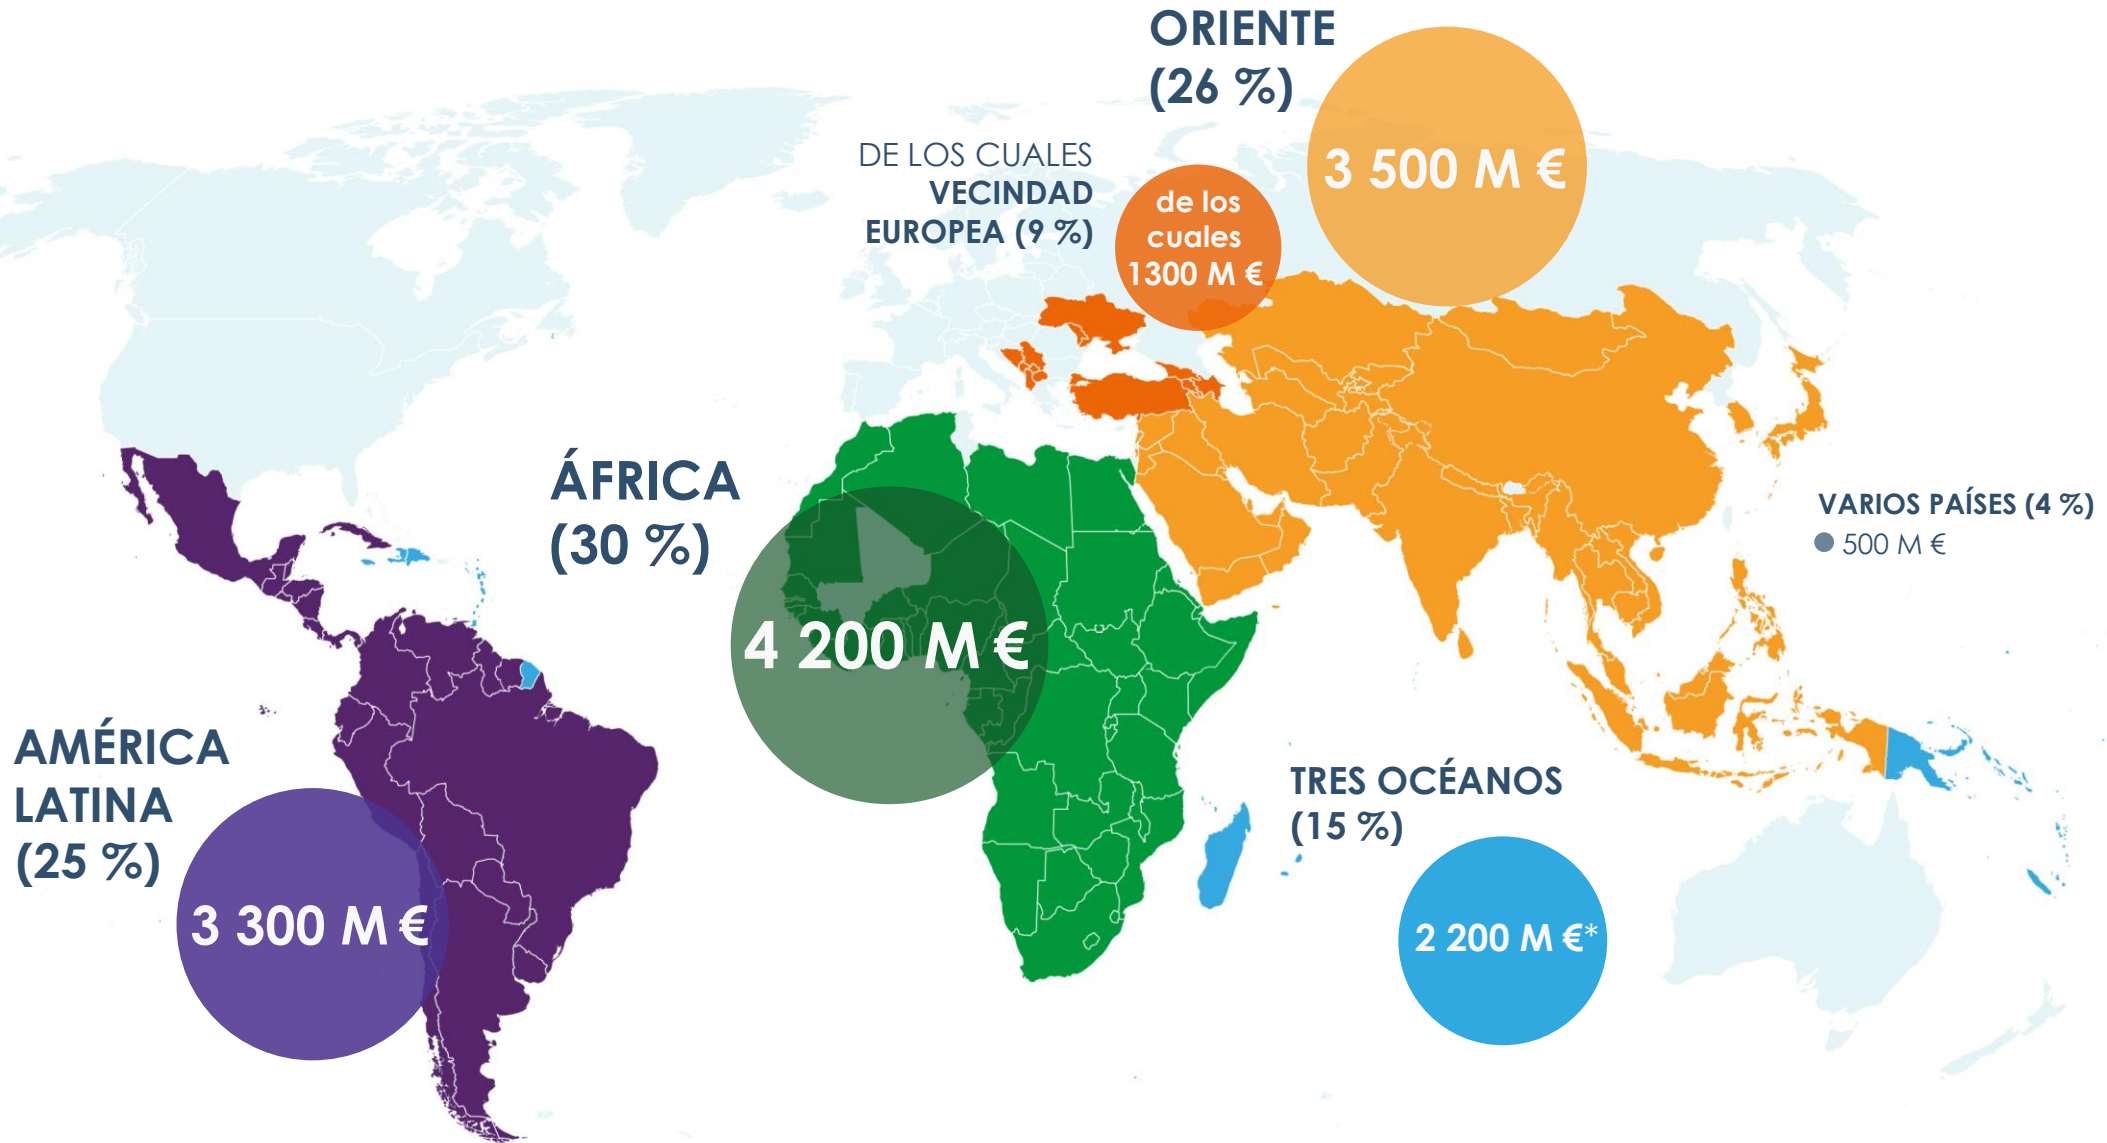 ORIENTE
(26 %)
3 500 M €
DE LOS CUALES
VECINDAD
EUROPEA (9 %)
de los
cuales
1300 M €
ÁFRICA
(30 %)
4 200 M €
VARIOS PAÍSES (4 %)
500 M €
AMÉRICA
LATINA
(25 %)
3 300 M €
TRES OCÉANOS
(15 %)
2 200 M €*